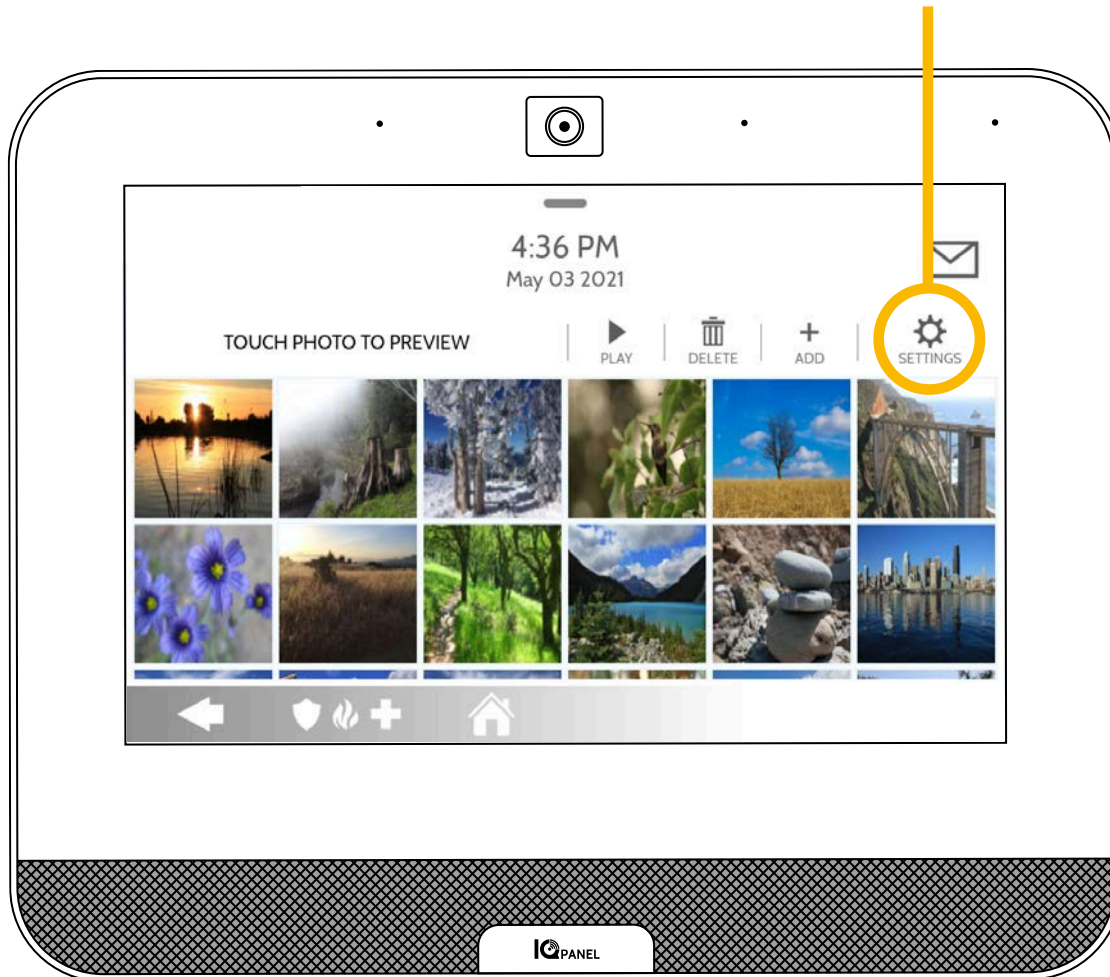 4:36 PM
May 03 2021
TOUCH PHOTO TO PREVIEW
PLAY
DELETE
ADD
SETTINGS
IQ PANEL